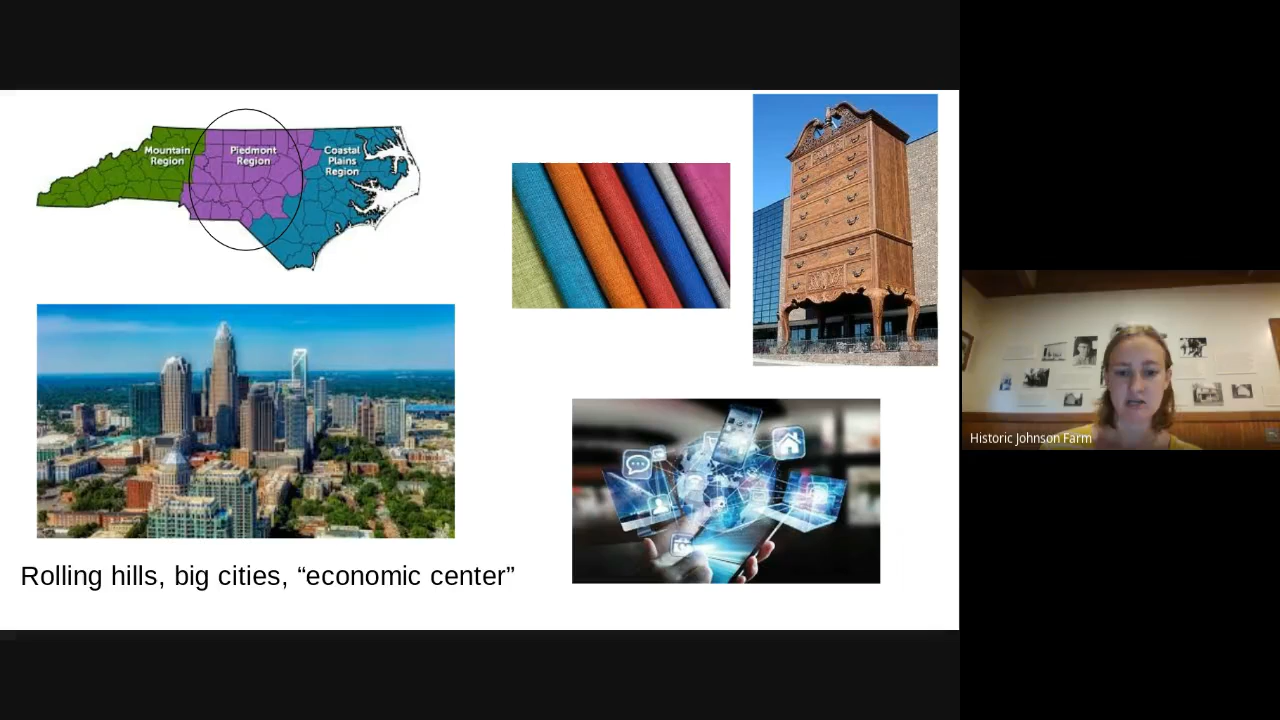 Mountain
Region
Piedmont
Region
Coastal
Plains
Region
Rolling hills, big cities, “economic center”
Historic Johnson Farm